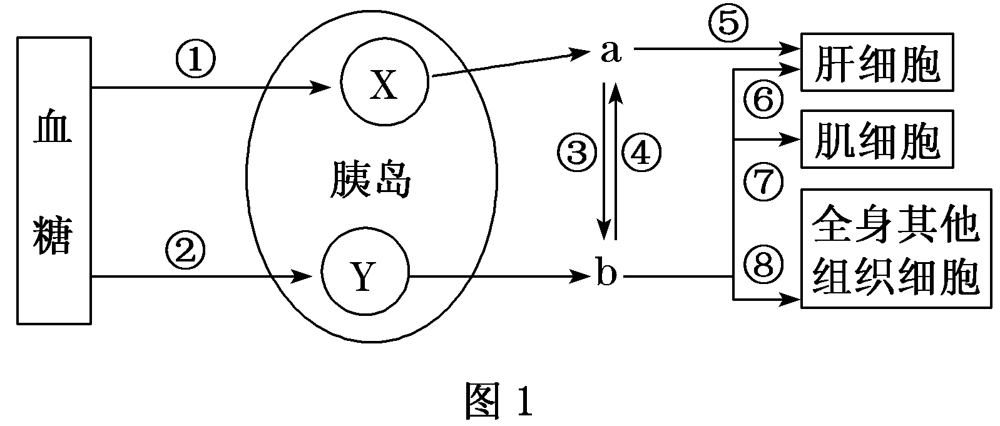 血糖
①
②
X
胰岛
Y
a
③
④
b
⑤
⑥
⑦
⑧
肝细胞
肌细胞
全身其他
组织细胞
图 1